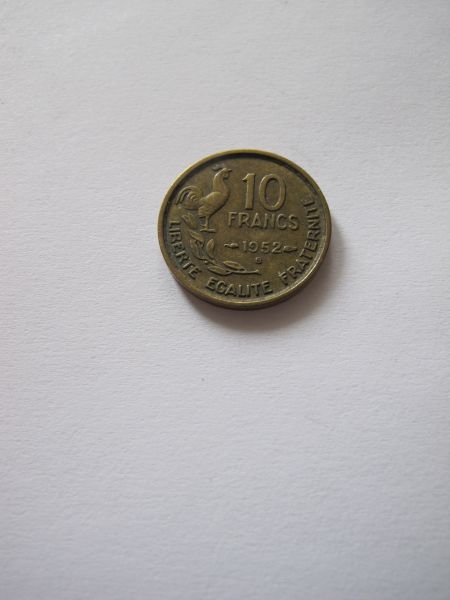 10
FRANCS
1952
B
LIBERTE EGALITE FRATERNITE